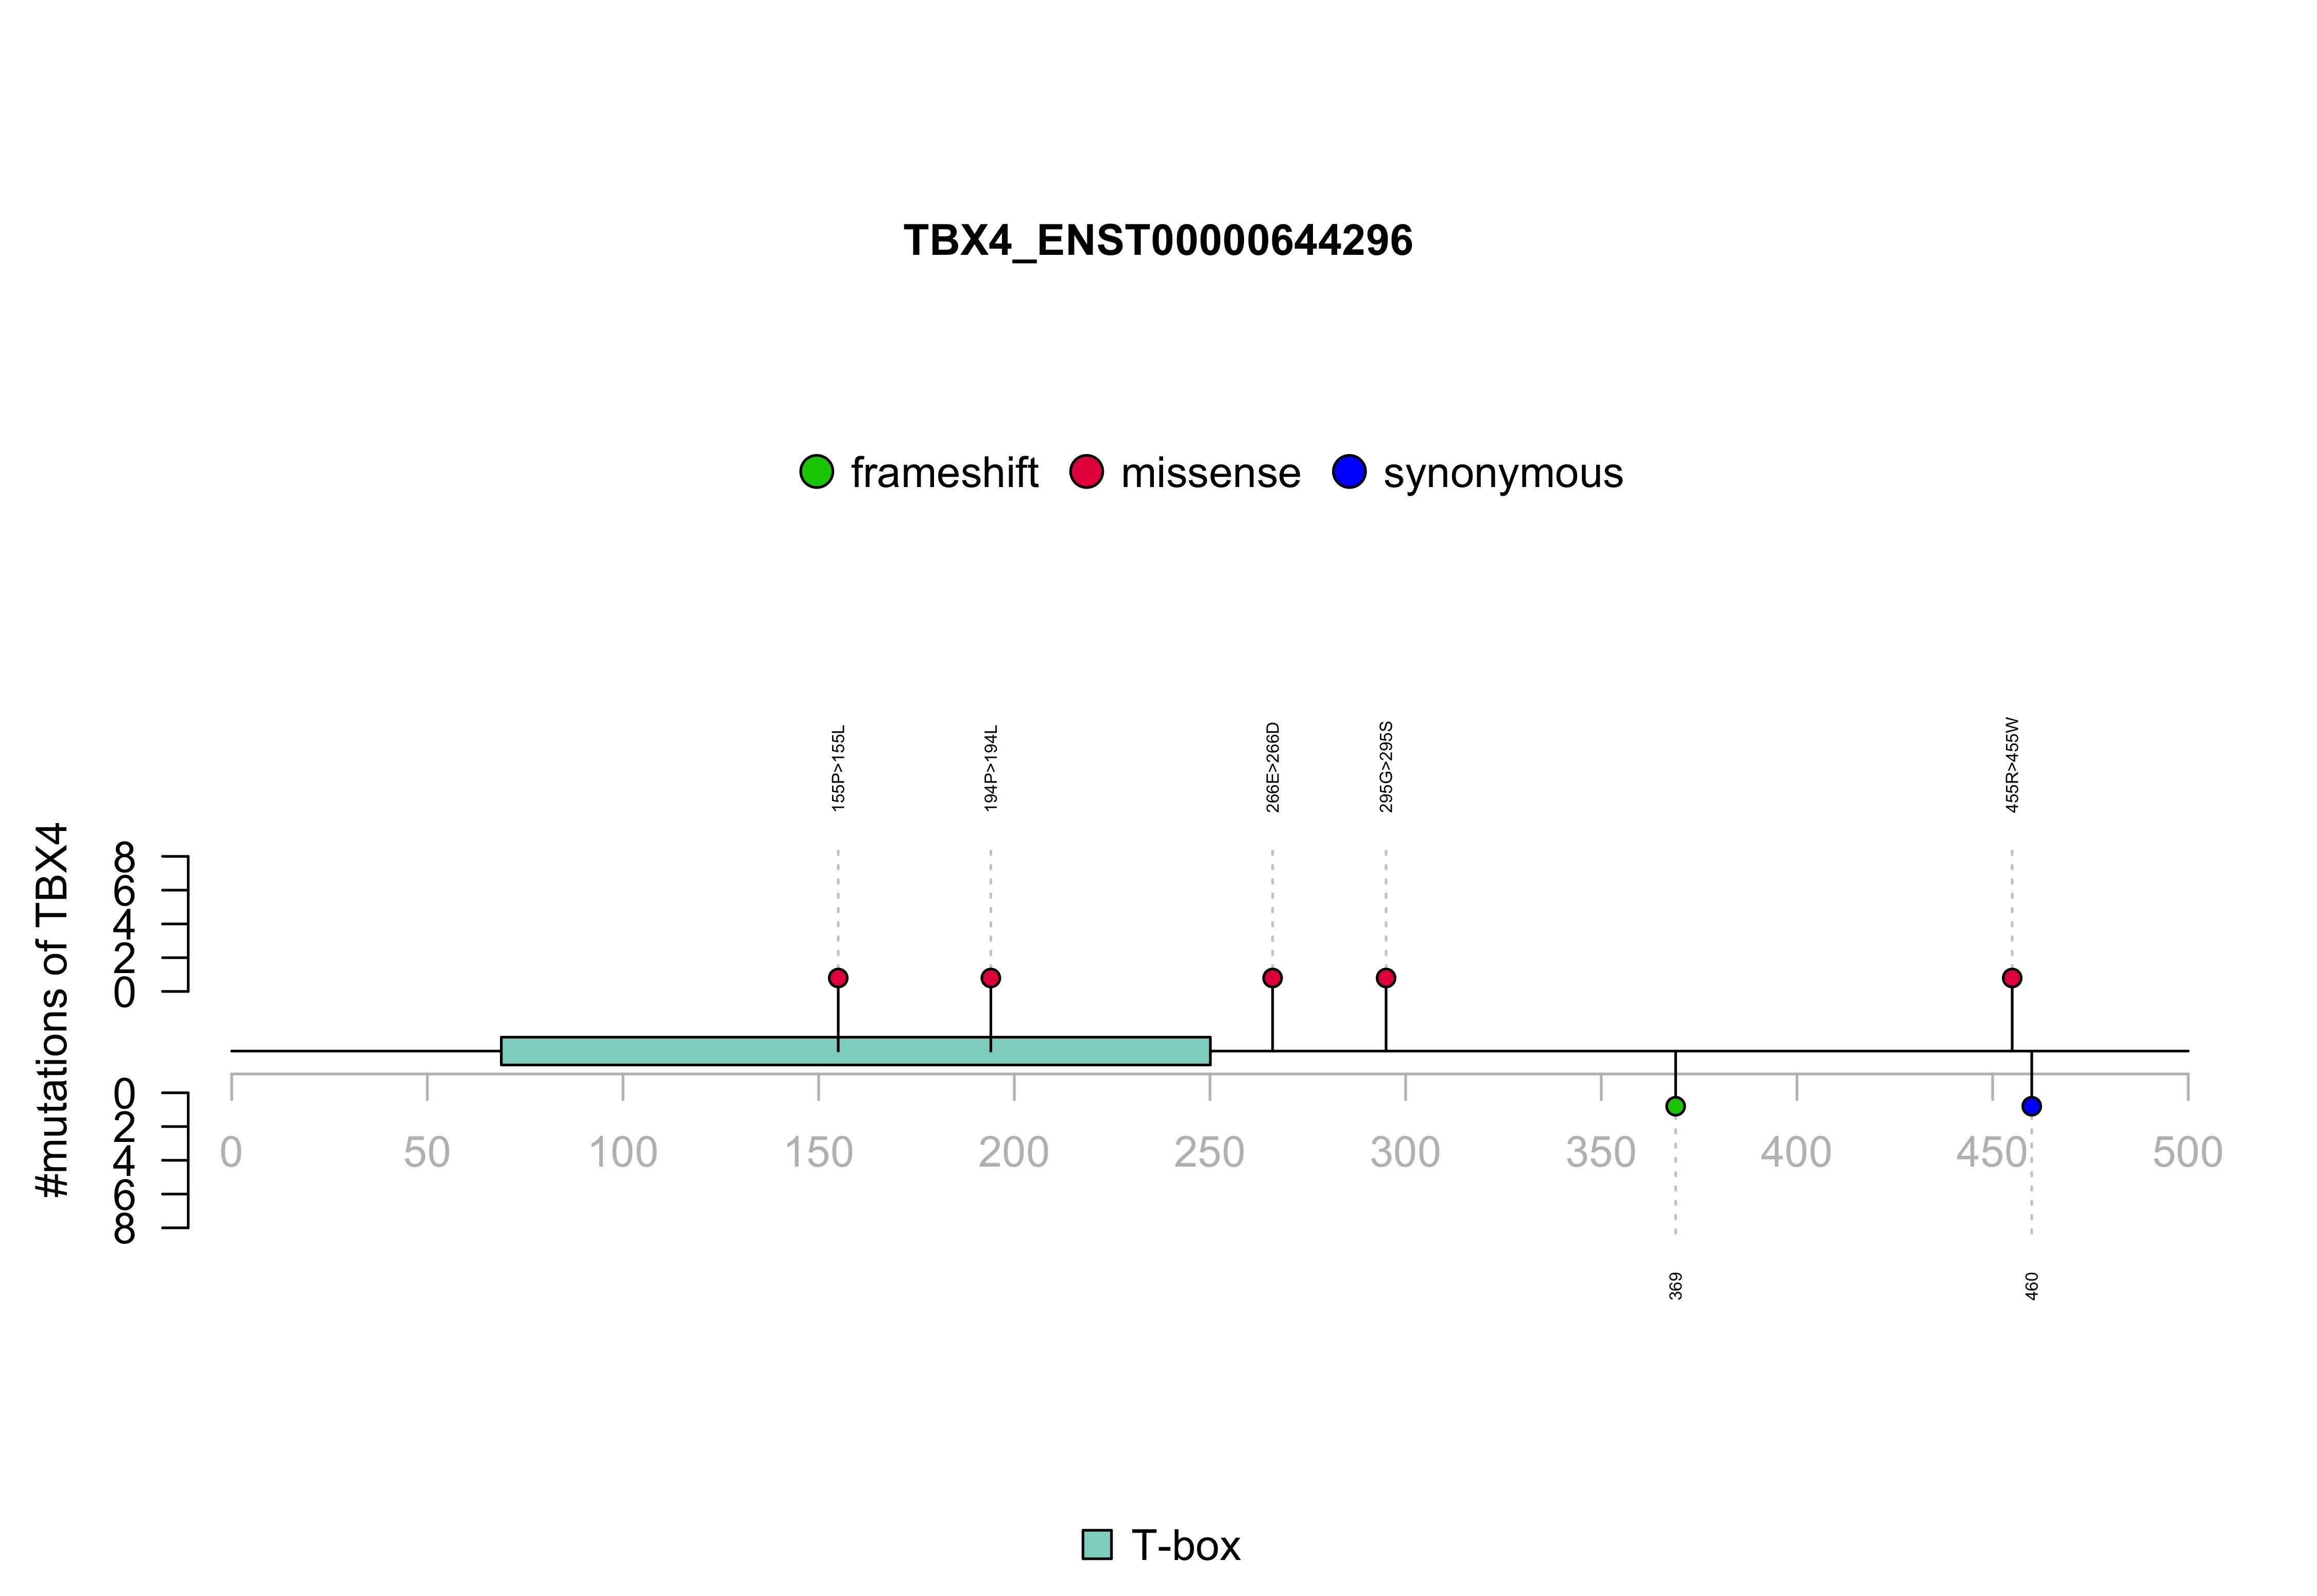 TBX4_ENST00000644296
frameshift missense synonymous
155P>155L
194P>194L
266E>266D
295G>295S
455R>455W
#mutations of TBX4
8
6
4
2
0
0
2
4
6
8
0 50 100 150 200 250 300 350 400 450 500
369
460
T-box